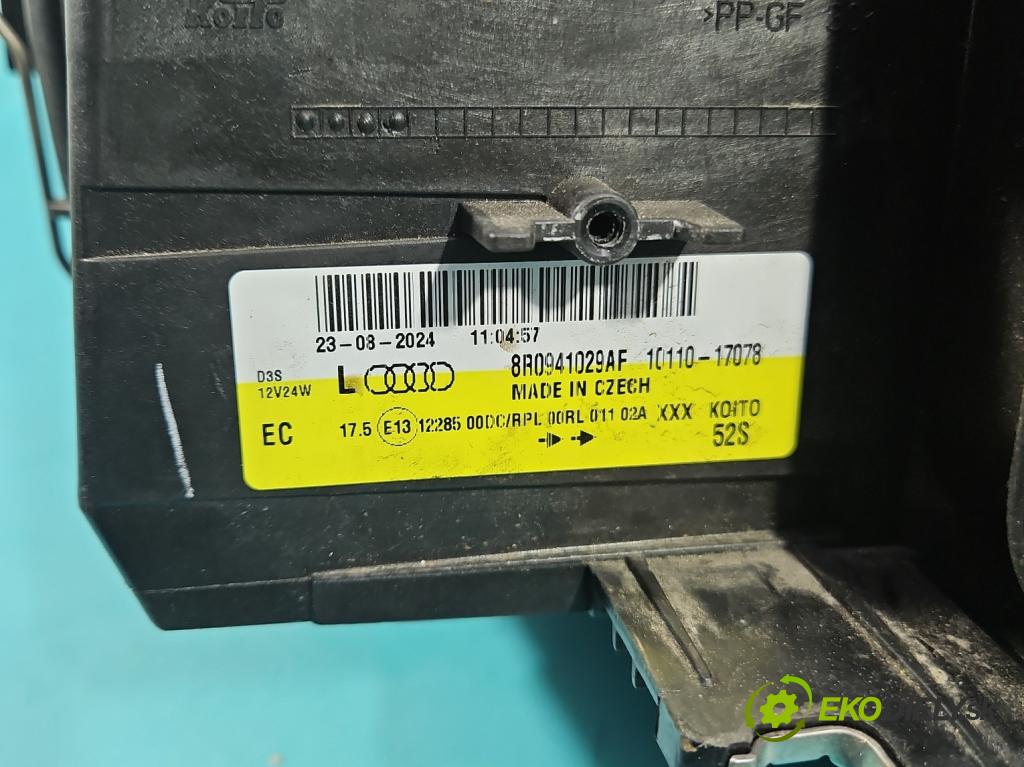 Koito
>PP-GF
23-08-2024 11:04:57
8R0941029AF 10110-17078
D3S
12V24W
L
MADE IN CZECH
EC 17.5 E13 12285 00DC/RPL 00RL 011 02A XXX KOITO
52S
EKO